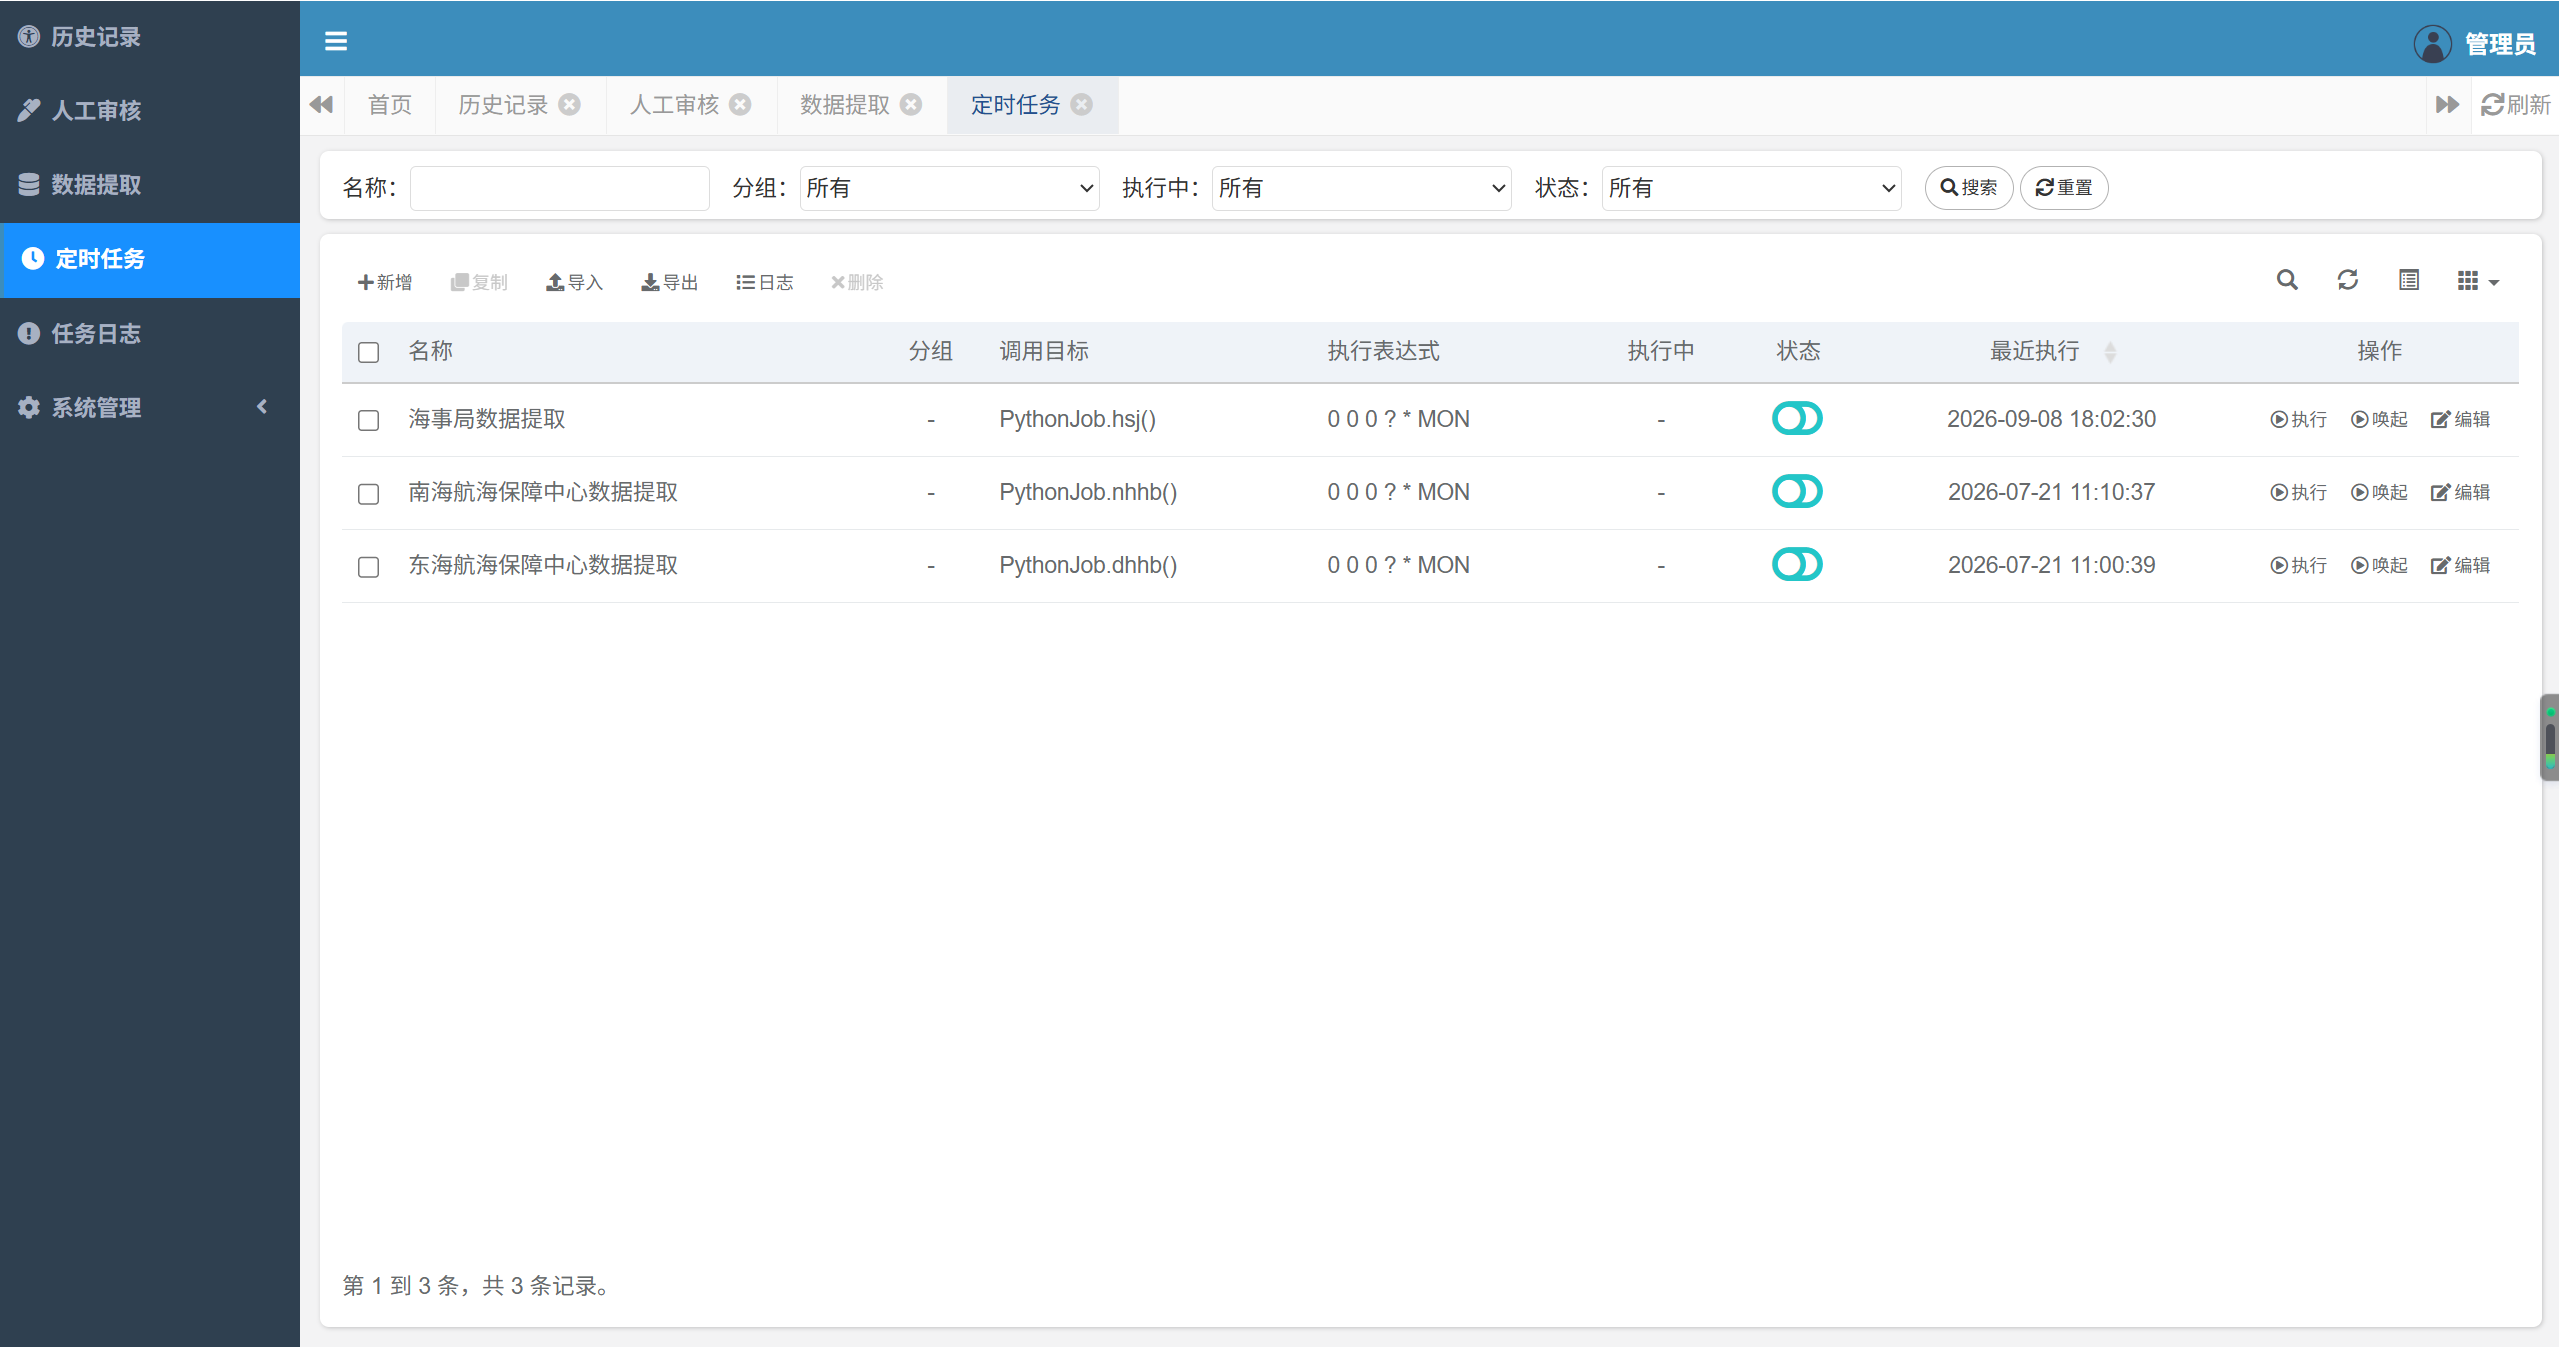 历史记录
人工审核
数据提取
定时任务
任务日志
系统管理
管理员
首页 历史记录 人工审核 数据提取 定时任务 刷新
名称： 分组： 所有 执行中： 所有 状态： 所有 搜索 重置
新增 复制 导入 导出 日志 删除
名称 分组 调用目标 执行表达式 执行中 状态 最近执行 操作
海事局数据提取 - PythonJob.hsj() 0 0 0 ? * MON - 2026-09-08 18:02:30 执行 唤起 编辑
南海航海保障中心数据提取 - PythonJob.nhhb() 0 0 0 ? * MON - 2026-07-21 11:10:37 执行 唤起 编辑
东海航海保障中心数据提取 - PythonJob.dhhb() 0 0 0 ? * MON - 2026-07-21 11:00:39 执行 唤起 编辑
第 1 到 3 条，共 3 条记录。